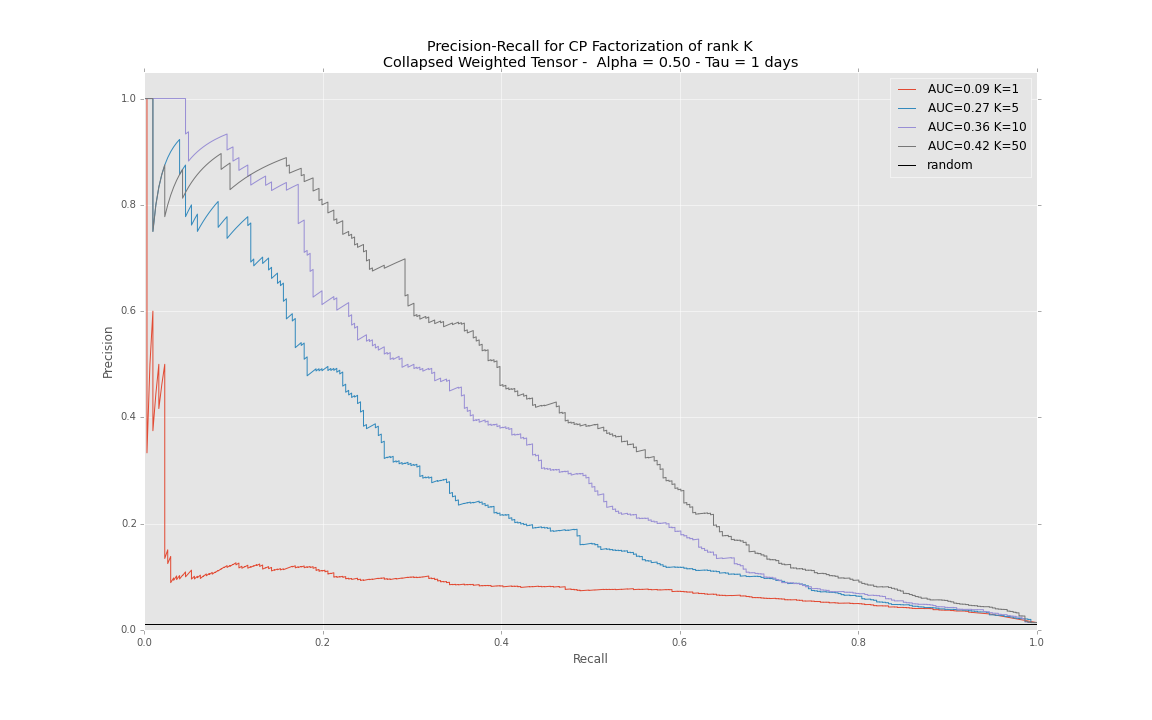 Precision-Recall for CP Factorization of rank K
Collapsed Weighted Tensor -  Alpha = 0.50 - Tau = 1 days
AUC=0.09 K=1
AUC=0.27 K=5
AUC=0.36 K=10
AUC=0.42 K=50
random
1.0
0.8
0.6
0.4
0.2
0.0
Precision
0.0 0.2 0.4 0.6 0.8 1.0
Recall